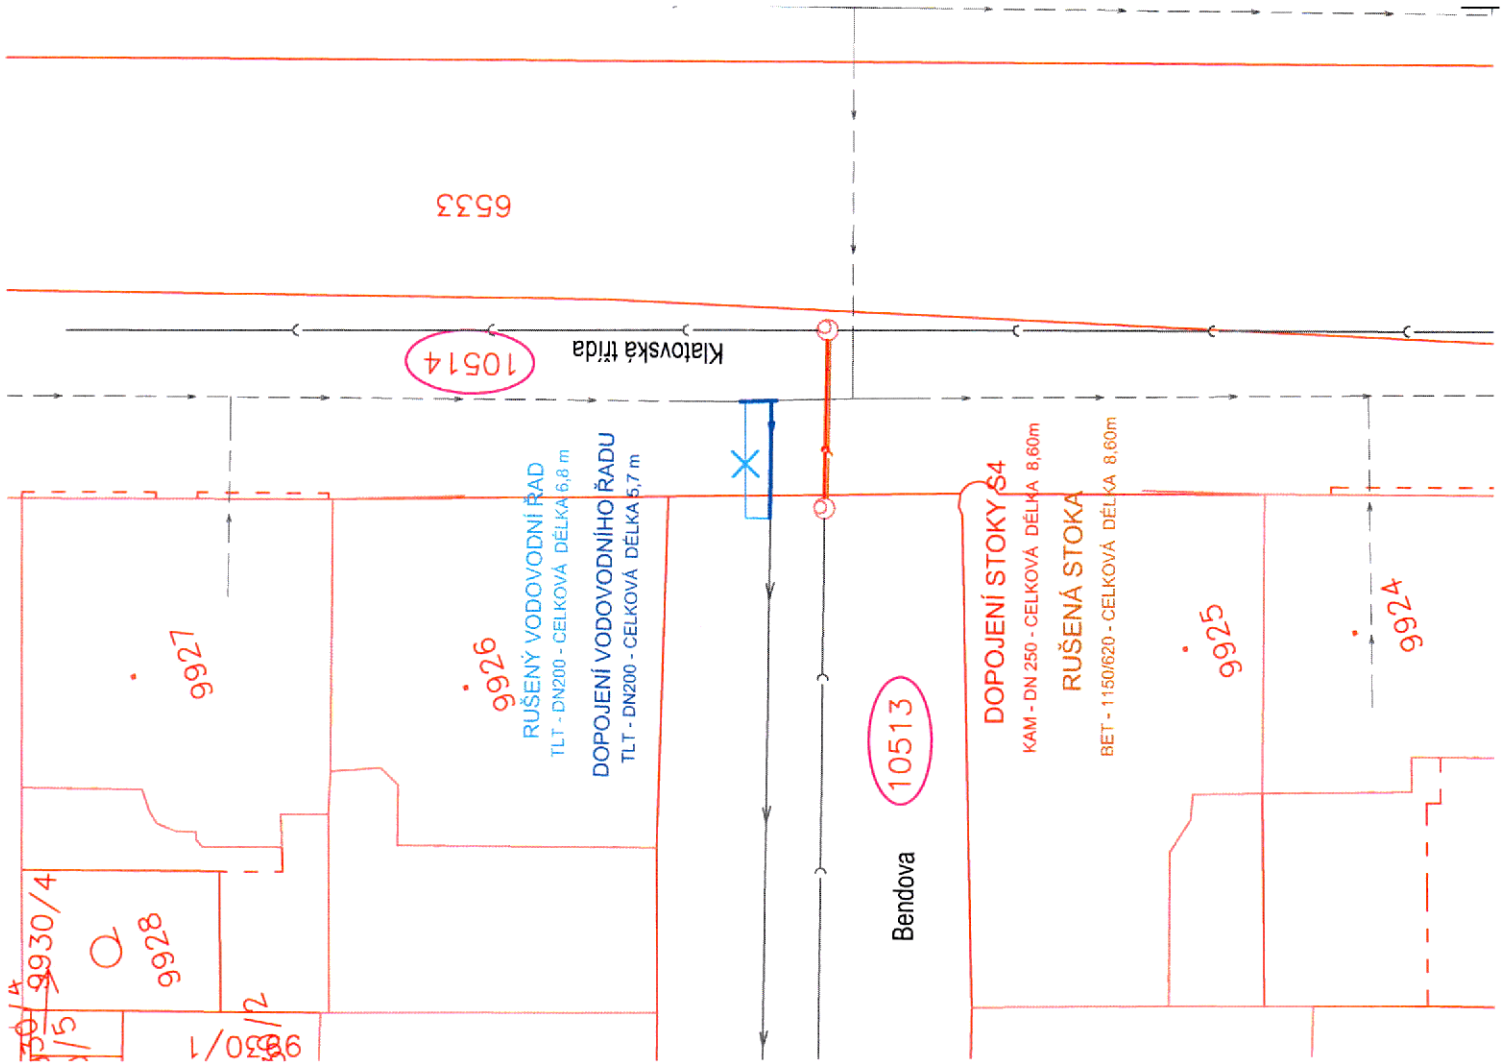 6533
10514
Klatovská třída
RUŠENÝ VODOVODNÍ ŘAD
TLT - DN200 - CELKOVÁ DÉLKA 6,8 m
DOPOJENÍ VODOVODNÍHO ŘADU
TLT - DN200 - CELKOVÁ DÉLKA 5,7 m
DOPOJENÍ STOKY S4
KAM - DN 250 - CELKOVÁ DÉLKA 8,60m
RUŠENÁ STOKA
BET - 1150/620 - CELKOVÁ DÉLKA 8,60m
9927
9926
9925
9924
10513
Bendova
9930/4
9928
9930/1